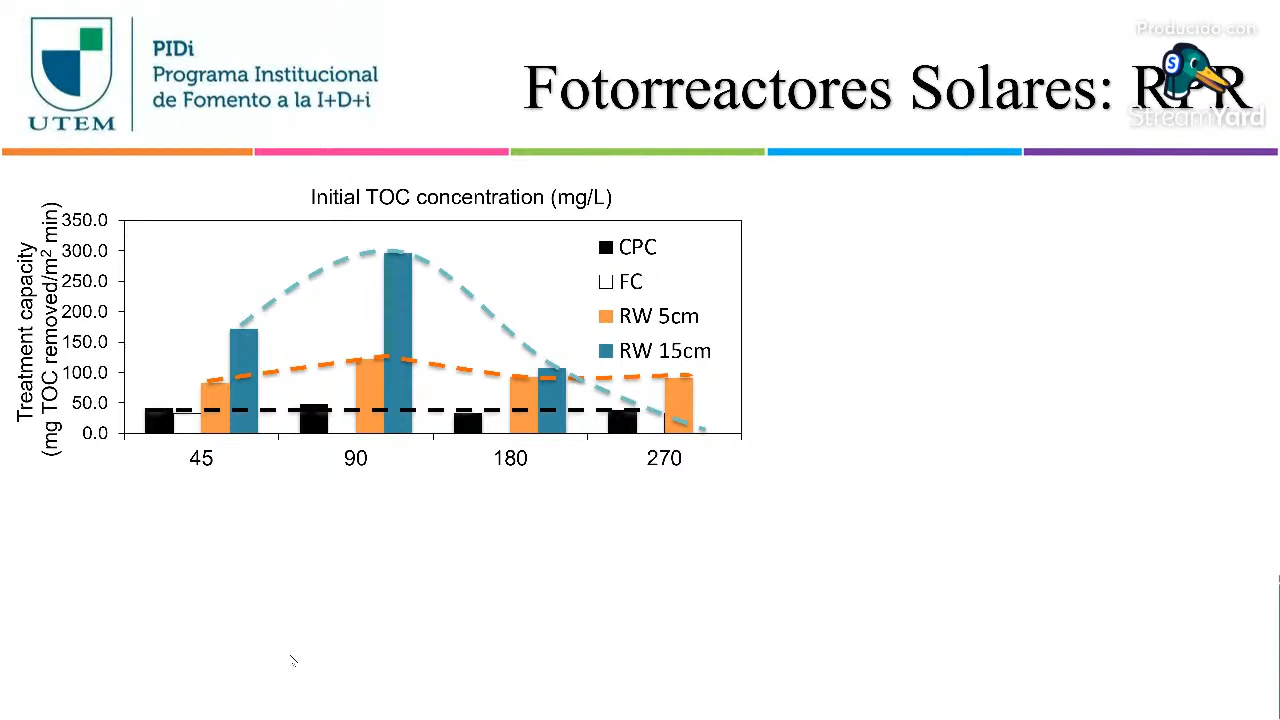 PIDi
Programa Institucional
de Fomento a la I+D+i
UTEM
Fotorreactores Solares: RPR
Producido con
S
StreamYard
Initial TOC concentration (mg/L)
Treatment capacity
(mg TOC removed/m² min)
350.0
300.0
250.0
200.0
150.0
100.0
50.0
0.0
CPC
FC
RW 5cm
RW 15cm
45 90 180 270